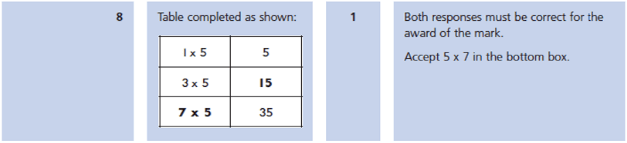 8
Table completed as shown:
1 x 5 5
3 x 5 15
7 x 5 35
1
Both responses must be correct for the
award of the mark.
Accept 5 x 7 in the bottom box.